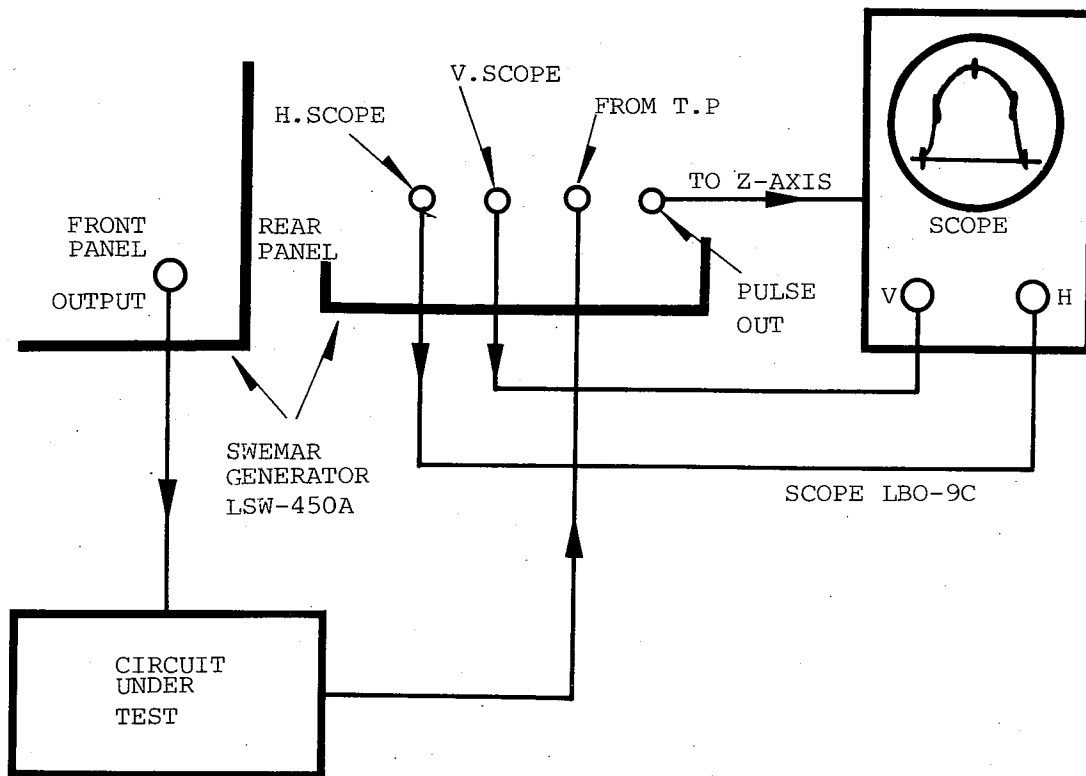 V.SCOPE
H.SCOPE
FROM T.P
TO Z-AXIS
SCOPE
FRONT
PANEL
OUTPUT
REAR
PANEL
PULSE
OUT
V
H
SWEMAR
GENERATOR
LSW-450A
SCOPE LBO-9C
CIRCUIT
UNDER
TEST